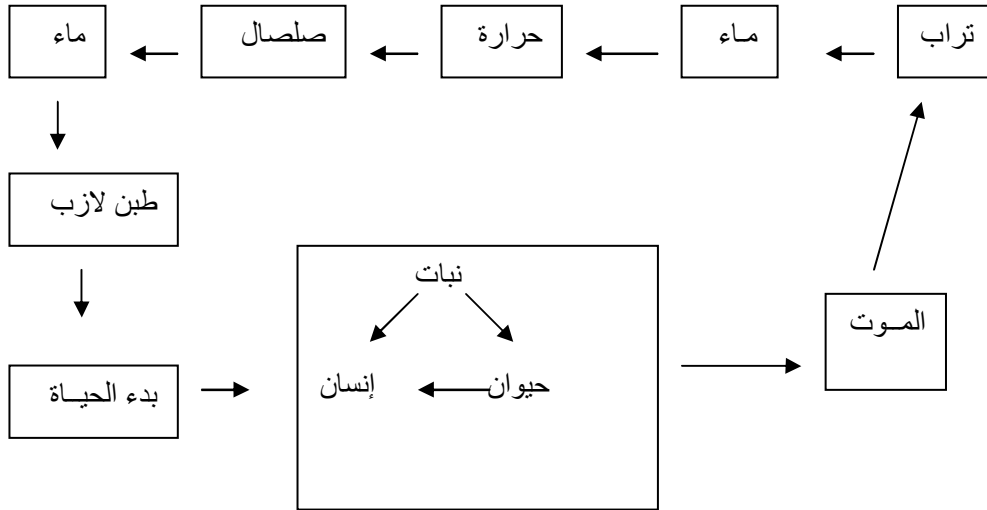 تراب
مـاء
حرارة
صلصال
ماء
طبن لازب
نبات
حيوان
إنسان
المـوت
بدء الحيـاة